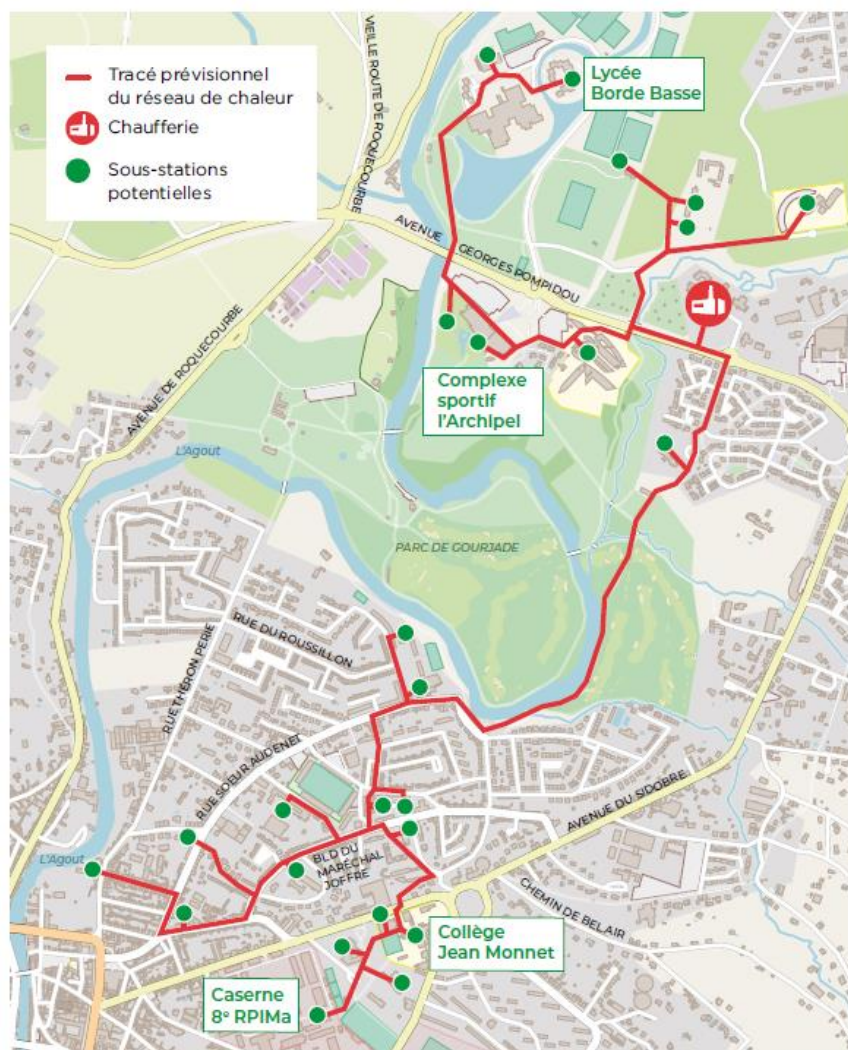 Tracé prévisionnel
du réseau de chaleur
Chaufferie
Sous-stations
potentielles
VIEILLE ROUTE DE ROQUECOURBE
Lycée
Borde Basse
AVENUE GEORGES POMPIDOU
AVENUE DE ROQUECOURBE
Complexe
sportif
l'Archipel
L'Agout
PARC DE GOURJADE
RUE DU ROUSSILLON
RUE THÉRON PERIE
RUE SŒUR AUDENET
AVENUE DU SIDOBRE
BLD DU
MARÉCHAL
JOFFRE
L'Agout
CHEMIN DE BELAIR
Collège
Jean Monnet
Caserne
8e RPIMa